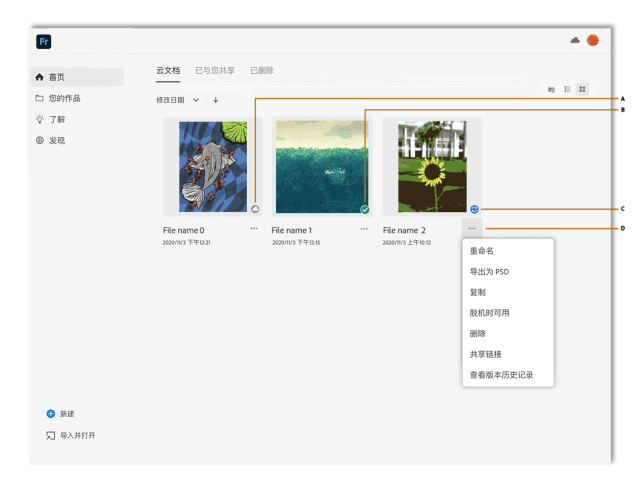 Fr
首页
您的作品
了解
发现
云文档 已与您共享 已删除
修改日期
A
B
C
D
File name 0 ··· File name 1 ··· File name 2 ···
2020/11/3 下午12:21 2020/11/3 下午12:15 2020/11/3 上午10:12
重命名
导出为 PSD
复制
脱机时可用
删除
共享链接
查看版本历史记录
新建
导入并打开